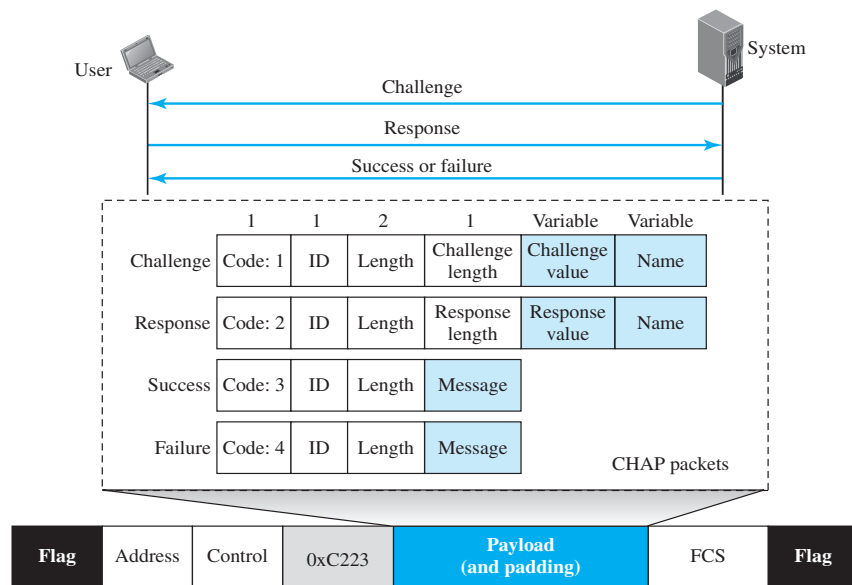 User
System
Challenge
Response
Success or failure
1 1 2 1 Variable Variable
Challenge Code: 1 ID Length Challenge length Challenge value Name
Response Code: 2 ID Length Response length Response value Name
Success Code: 3 ID Length Message
Failure Code: 4 ID Length Message
CHAP packets
Flag Address Control 0xC223 Payload (and padding) FCS Flag